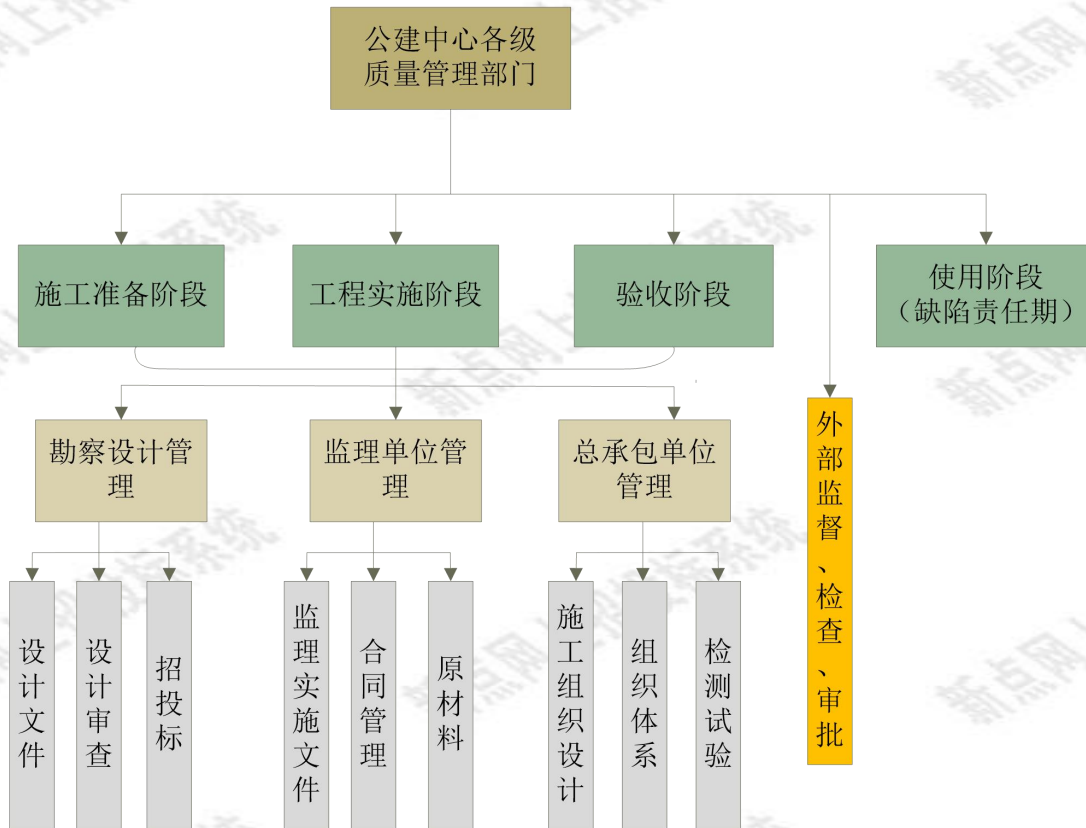 公建中心各级
质量管理部门
施工准备阶段
工程实施阶段
验收阶段
使用阶段
（缺陷责任期）
勘察设计管
理
监理单位管
理
总承包单位
管理
外部监督、检查、审批
设计文件
设计审查
招投标
监理实施文件
合同管理
原材料
施工组织设计
组织体系
检测试验